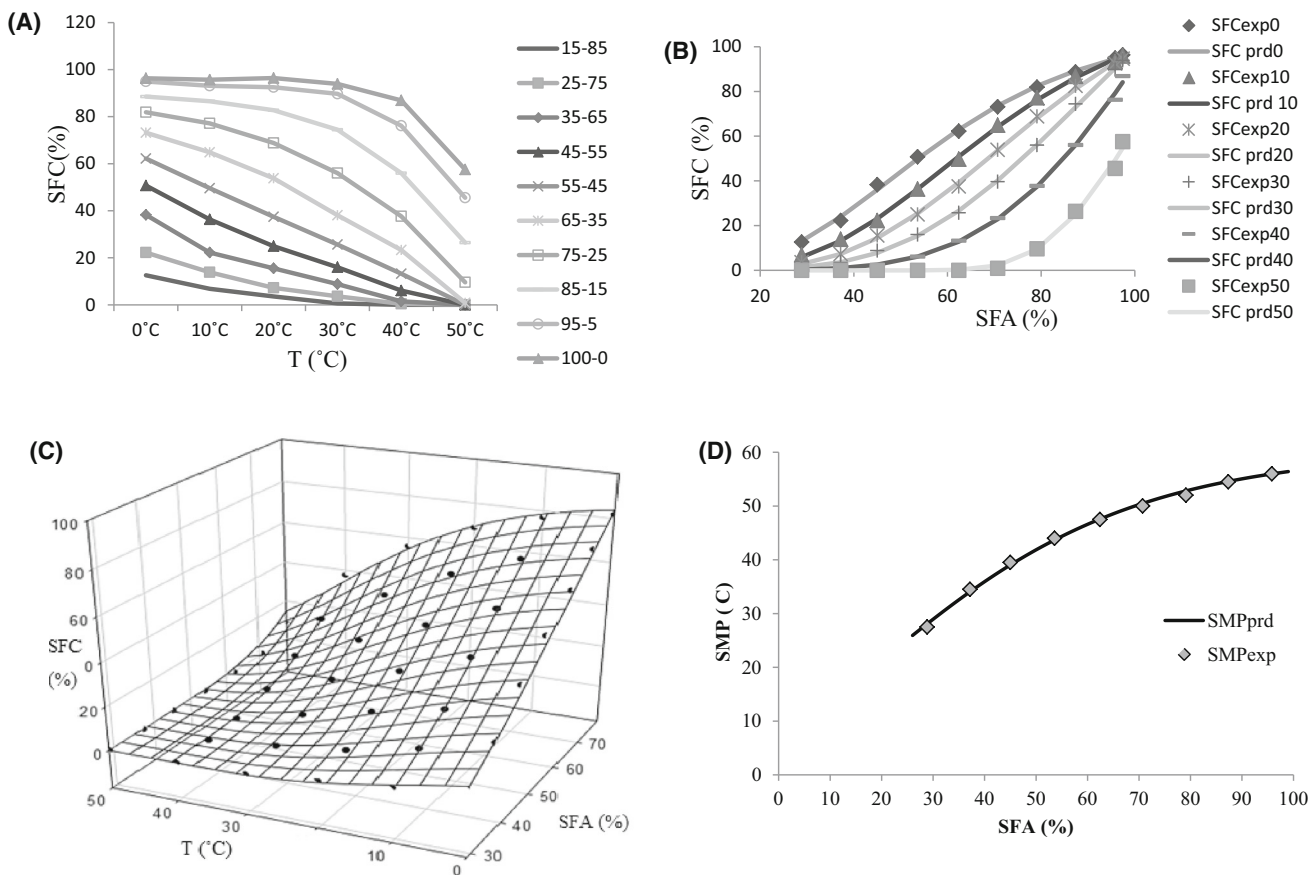 (A)
SFC(%)
120
100
80
60
40
20
0
0˚C 10˚C 20˚C 30˚C 40˚C 50˚C
T (˚C)
15-85
25-75
35-65
45-55
55-45
65-35
75-25
85-15
95-5
100-0
(B)
SFC (%)
100
80
60
40
20
0
20 40 60 80 100
SFA (%)
SFCexp0
SFC prd0
SFCexp10
SFC prd 10
SFCexp20
SFC prd20
SFCexp30
SFC prd30
SFCexp40
SFC prd40
SFCexp50
SFC prd50
(C)
100
80
60
SFC
0
(%)
20
0
50
40
30
10
0
T (˚C)
70
60
50
40
30
SFA (%)
(D)
SMP ( C)
60
50
40
30
20
10
0
0 10 20 30 40 50 60 70 80 90 100
SFA (%)
SMPprd
SMPexp